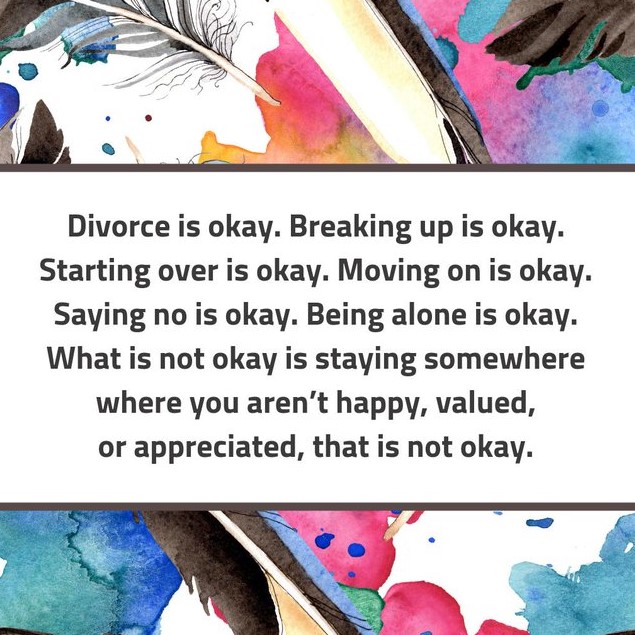 Divorce is okay. Breaking up is okay.
Starting over is okay. Moving on is okay.
Saying no is okay. Being alone is okay.
What is not okay is staying somewhere
where you aren’t happy, valued,
or appreciated, that is not okay.